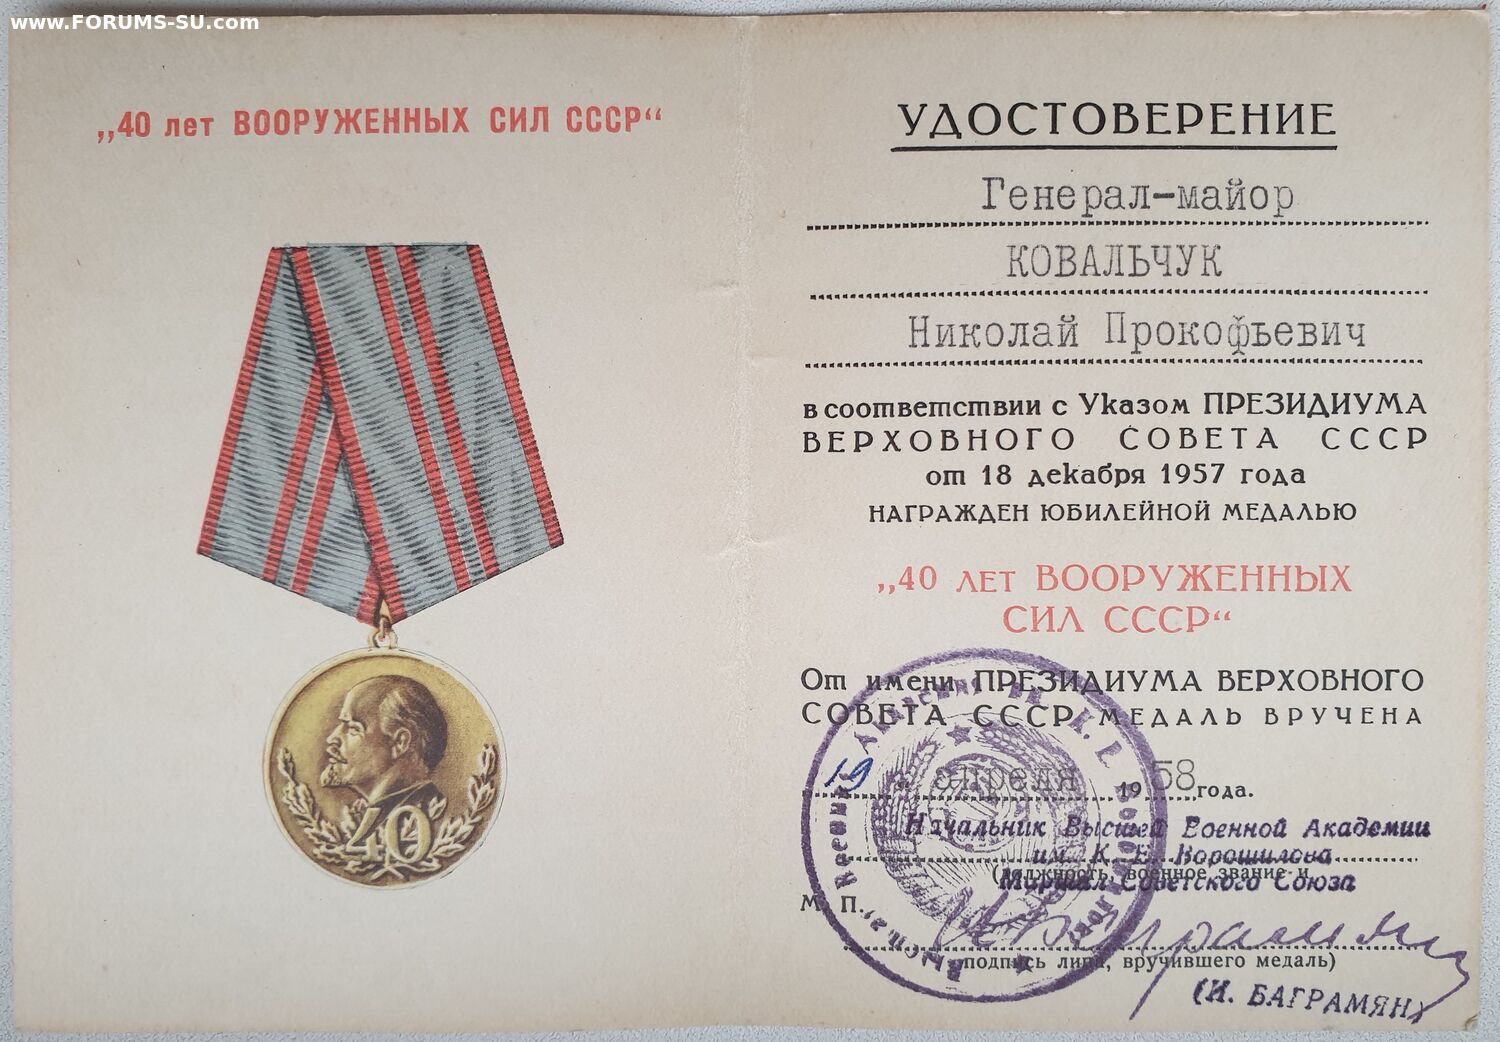 www.FORUMS-SU.com
„40 лет ВООРУЖЕННЫХ СИЛ СССР“
40
УДОСТОВЕРЕНИЕ
Генерал-майор
КОВАЛЬЧУК
Николай Прокофьевич
в соответствии с Указом ПРЕЗИДИУМА
ВЕРХОВНОГО СОВЕТА СССР
от 18 декабря 1957 года
НАГРАЖДЕН ЮБИЛЕЙНОЙ МЕДАЛЬЮ
„40 ЛЕТ ВООРУЖЕННЫХ
СИЛ СССР“
От имени ПРЕЗИДИУМА ВЕРХОВНОГО
СОВЕТА СССР МЕДАЛЬ ВРУЧЕНА
19 апреля 1958 года.
Начальник Высшей Военной Академии
им. К. Е. Ворошилова
(должность, военное звание и
Маршал Советского Союза
М. П.
подпись лица, вручившего медаль)
(И. БАГРАМЯН)